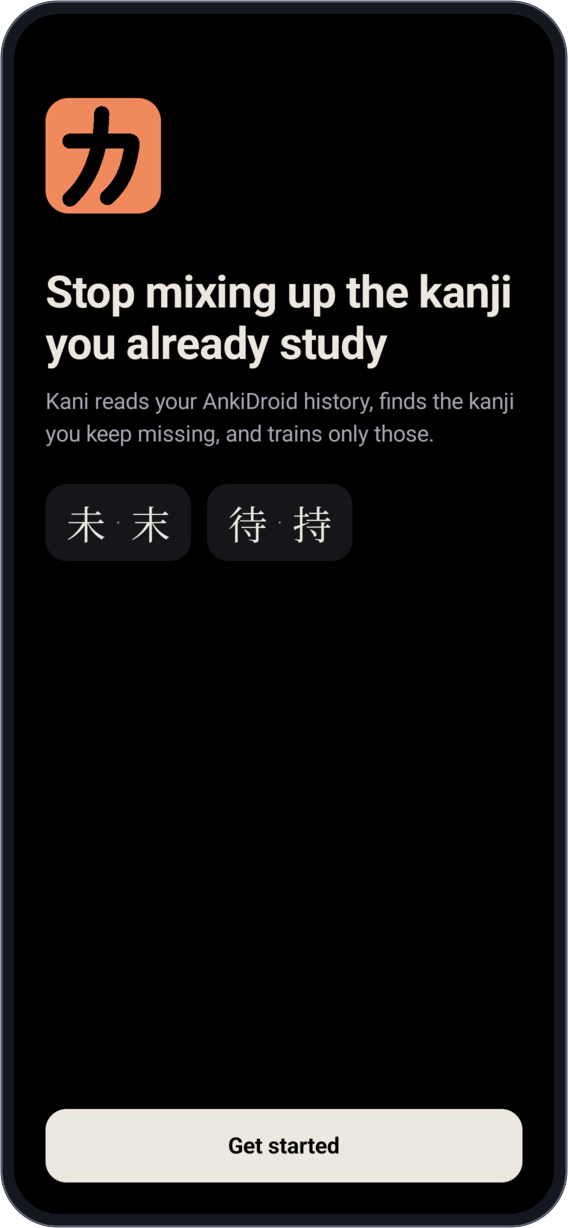 カ
Stop mixing up the kanji
you already study
Kani reads your AnkiDroid history, finds the kanji
you keep missing, and trains only those.
未 · 末 待 · 持
Get started